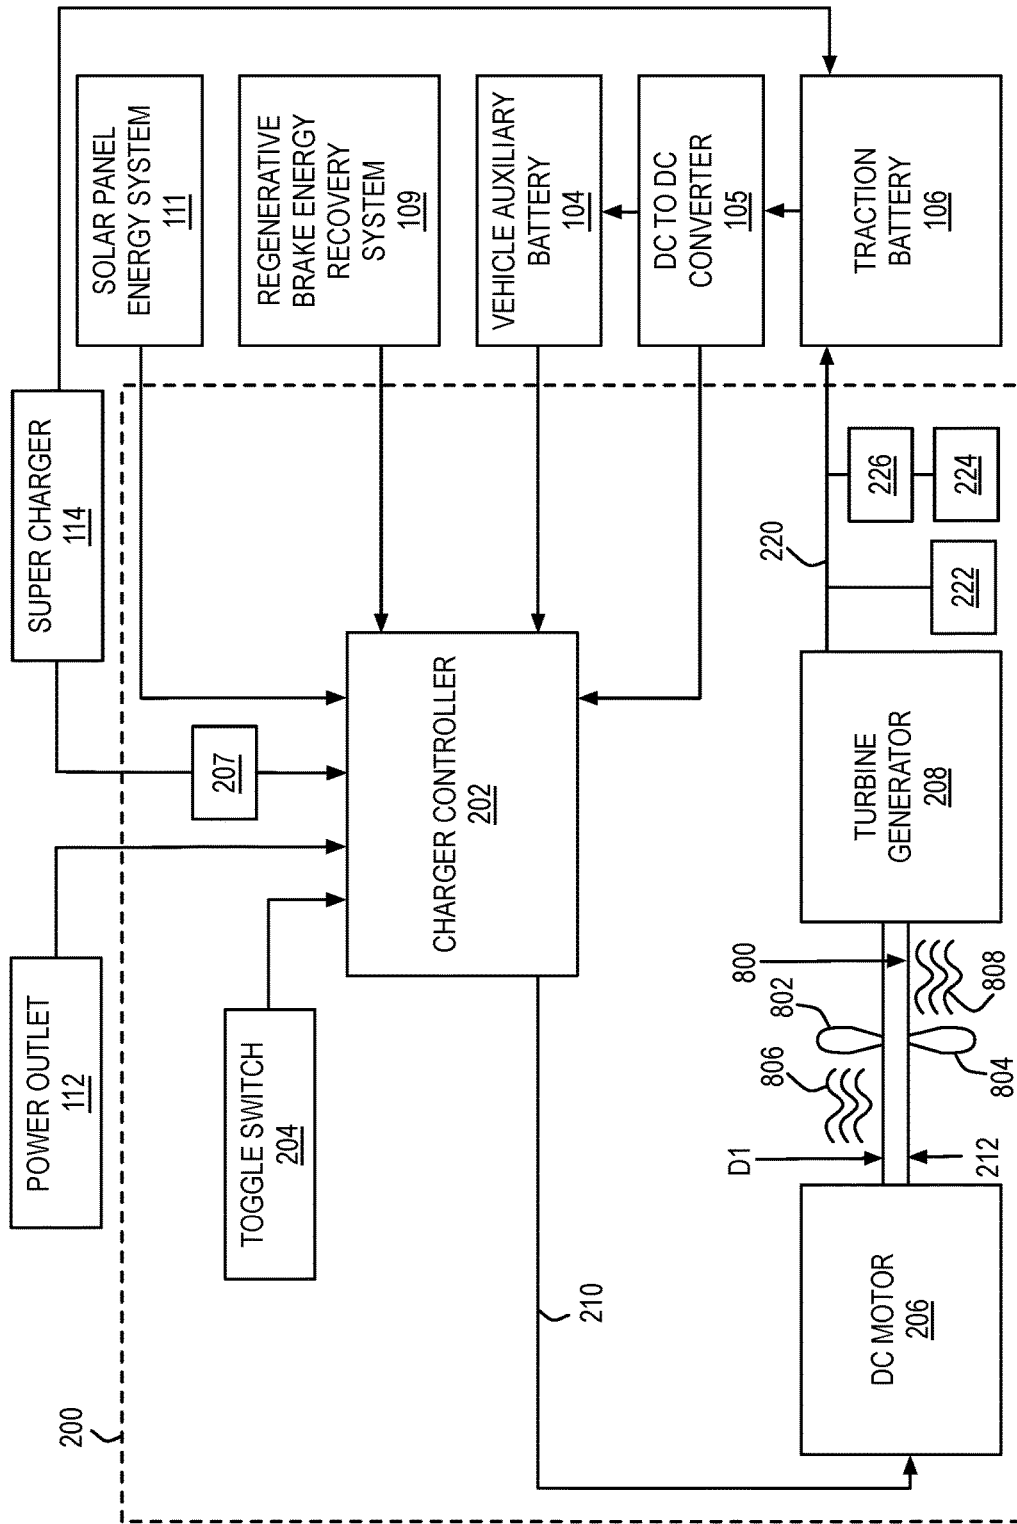 200
POWER OUTLET
112
SUPER CHARGER
114
SOLAR PANEL
ENERGY SYSTEM
111
TOGGLE SWITCH
204
207
REGENERATIVE
BRAKE ENERGY
RECOVERY
SYSTEM
109
CHARGER CONTROLLER
202
VEHICLE AUXILIARY
BATTERY
104
210
DC TO DC
CONVERTER
105
D1
806
802
800
220
DC MOTOR
206
212
804
808
TURBINE
GENERATOR
208
222
226
224
TRACTION
BATTERY
106